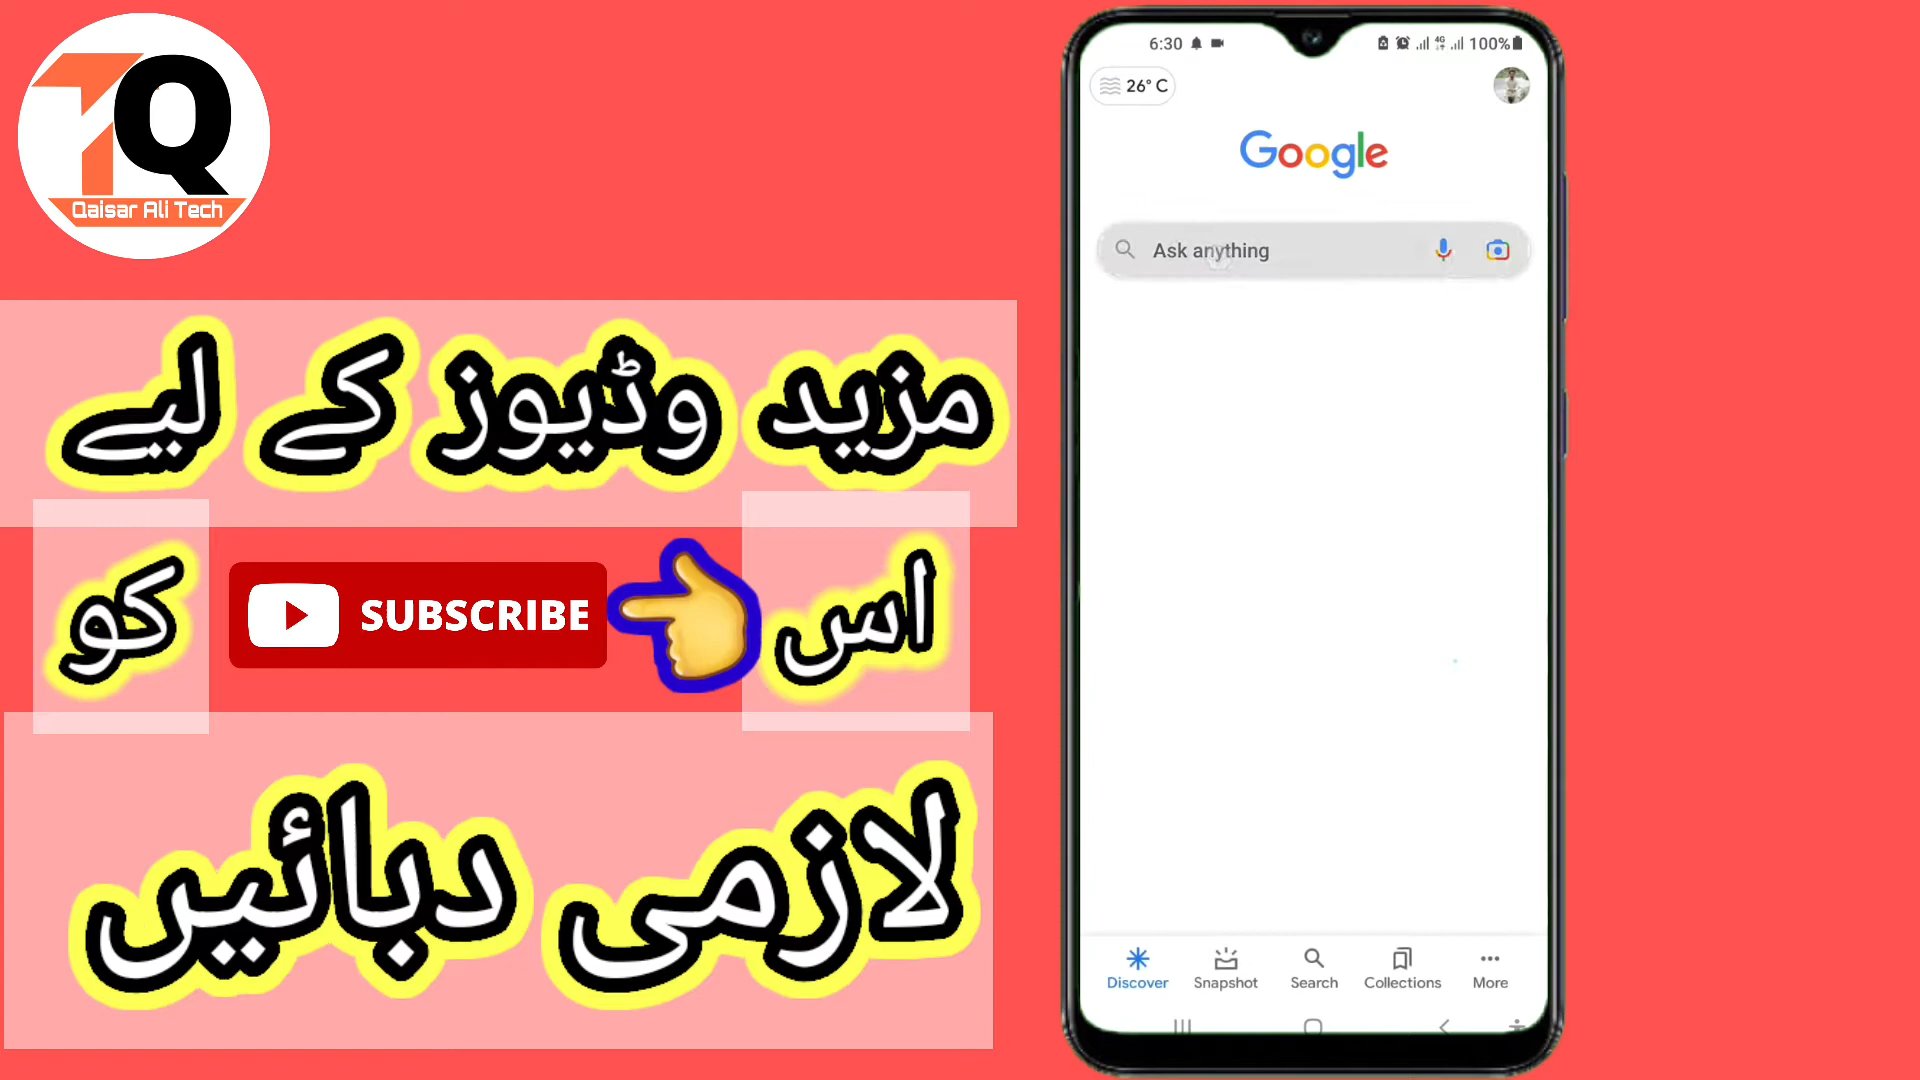 Qaisar Ali Tech
مزید وڈیوز کے لیے
اس 👈 SUBSCRIBE کو
لازمی دبائیں
6:30 4G 100%
26° C
Google
Ask anything
Discover Snapshot Search Collections More